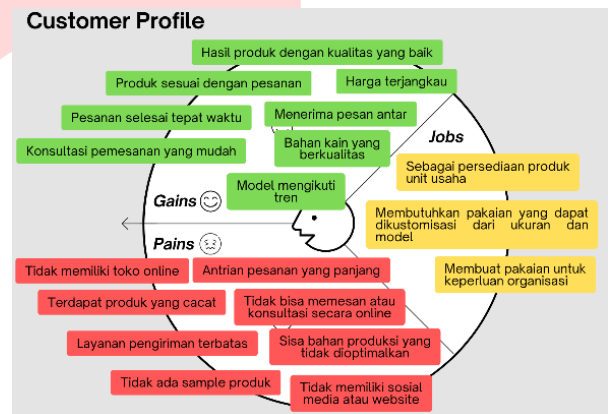 Customer Profile
Hasil produk dengan kualitas yang baik
Produk sesuai dengan pesanan
Harga terjangkau
Pesanan selesai tepat waktu
Menerima pesan antar
Konsultasi pemesanan yang mudah
Bahan kain yang
berkualitas
Model mengikuti
tren
Gains
Jobs
Sebagai persediaan produk
unit usaha
Membutuhkan pakaian yang dapat
dikustomisasi dari ukuran dan
model
Membuat pakaian untuk
keperluan organisasi
Pains
Tidak memiliki toko online
Antrian pesanan yang panjang
Terdapat produk yang cacat
Tidak bisa memesan atau
konsultasi secara online
Layanan pengiriman terbatas
Sisa bahan produksi yang
tidak dioptimalkan
Tidak ada sample produk
Tidak memiliki sosial
media atau website